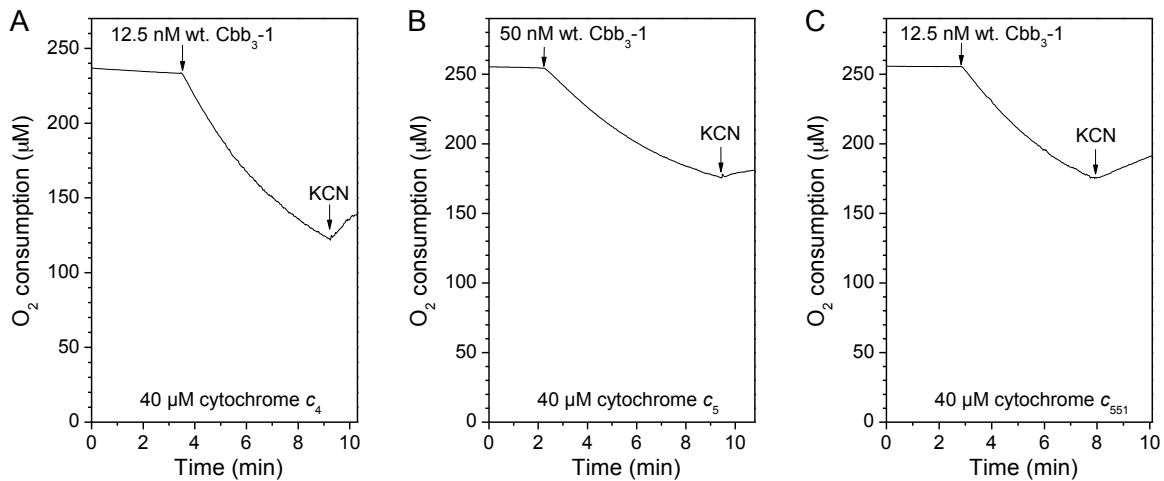 A
12.5 nM wt. Cbb₃-1
KCN
O₂ consumption (μM)
250
200
150
100
50
0
40 μM cytochrome c₄
0 2 4 6 8 10
Time (min)
B
50 nM wt. Cbb₃-1
KCN
O₂ consumption (μM)
250
200
150
100
50
0
40 μM cytochrome c₅
0 2 4 6 8 10
Time (min)
C
12.5 nM wt. Cbb₃-1
KCN
O₂ consumption (μM)
250
200
150
100
50
0
40 μM cytochrome c₅₅₁
0 2 4 6 8 10
Time (min)